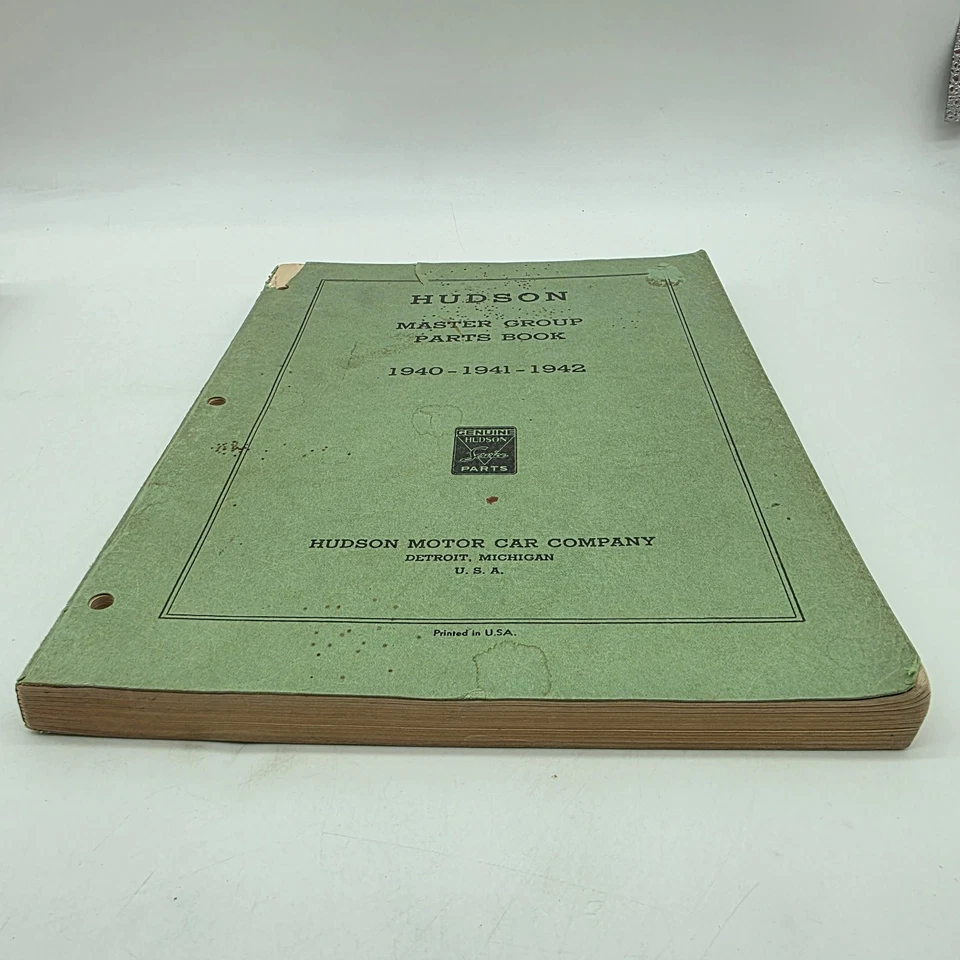 HUDSON
MASTER GROUP
PARTS BOOK
1940-1941-1942
GENUINE
HUDSON
Service
PARTS
HUDSON MOTOR CAR COMPANY
DETROIT, MICHIGAN
U. S. A.
Printed in U.S.A.